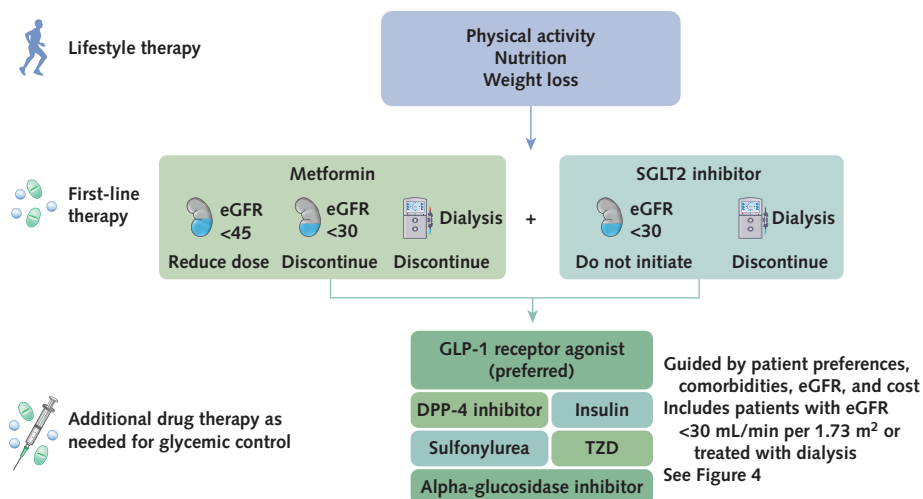 Lifestyle therapy
Physical activity
Nutrition
Weight loss
First-line
therapy
Metformin
eGFR
<45
Reduce dose
eGFR
<30
Discontinue
Dialysis
Discontinue
+
SGLT2 inhibitor
eGFR
<30
Do not initiate
Dialysis
Discontinue
Additional drug therapy as
needed for glycemic control
GLP-1 receptor agonist
(preferred)
DPP-4 inhibitor
Insulin
Sulfonylurea
TZD
Alpha-glucosidase inhibitor
Guided by patient preferences,
comorbidities, eGFR, and cost
Includes patients with eGFR
<30 mL/min per 1.73 m² or
treated with dialysis
See Figure 4